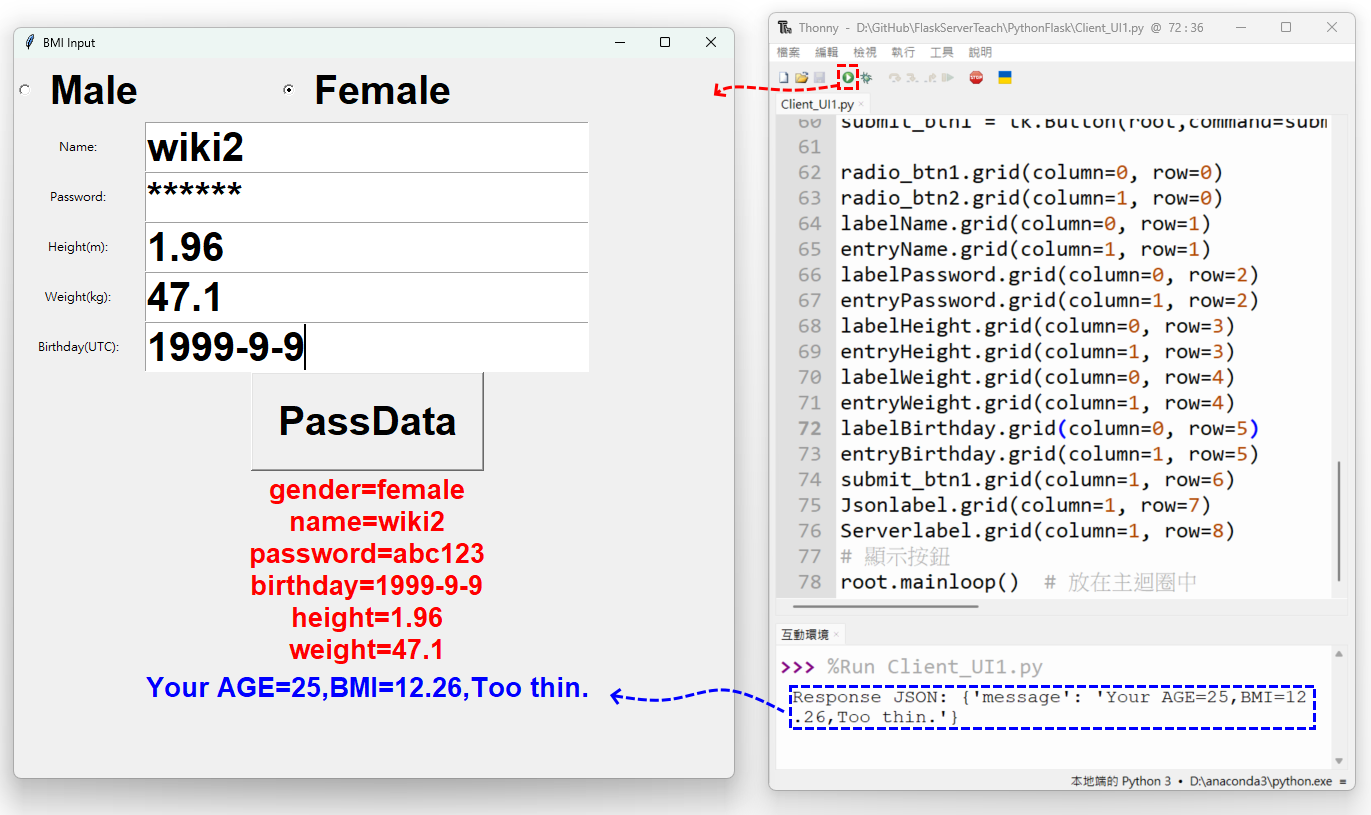 BMI Input
Male Female
Name: wiki2
Password: ******
Height(m): 1.96
Weight(kg): 47.1
Birthday(UTC): 1999-9-9
PassData
gender=female
name=wiki2
password=abc123
birthday=1999-9-9
height=1.96
weight=47.1
Your AGE=25,BMI=12.26,Too thin.
Thonny - D:\GitHub\FlaskServerTeach\PythonFlask\Client_UI1.py @ 72:36
檔案 編輯 檢視 執行 工具 說明
STOP
Client_UI1.py ×
60 submit_btn1 = tk.Button(root,command=subm
61
62 radio_btn1.grid(column=0, row=0)
63 radio_btn2.grid(column=1, row=0)
64 labelName.grid(column=0, row=1)
65 entryName.grid(column=1, row=1)
66 labelPassword.grid(column=0, row=2)
67 entryPassword.grid(column=1, row=2)
68 labelHeight.grid(column=0, row=3)
69 entryHeight.grid(column=1, row=3)
70 labelWeight.grid(column=0, row=4)
71 entryWeight.grid(column=1, row=4)
72 labelBirthday.grid(column=0, row=5)
73 entryBirthday.grid(column=1, row=5)
74 submit_btn1.grid(column=1, row=6)
75 Jsonlabel.grid(column=1, row=7)
76 Serverlabel.grid(column=1, row=8)
77 # 顯示按鈕
78 root.mainloop()  # 放在主迴圈中
互動環境 ×
>>> %Run Client_UI1.py
Response JSON: {'message': 'Your AGE=25,BMI=12
.26,Too thin.'}
本地端的 Python 3 • D:\anaconda3\python.exe ≡